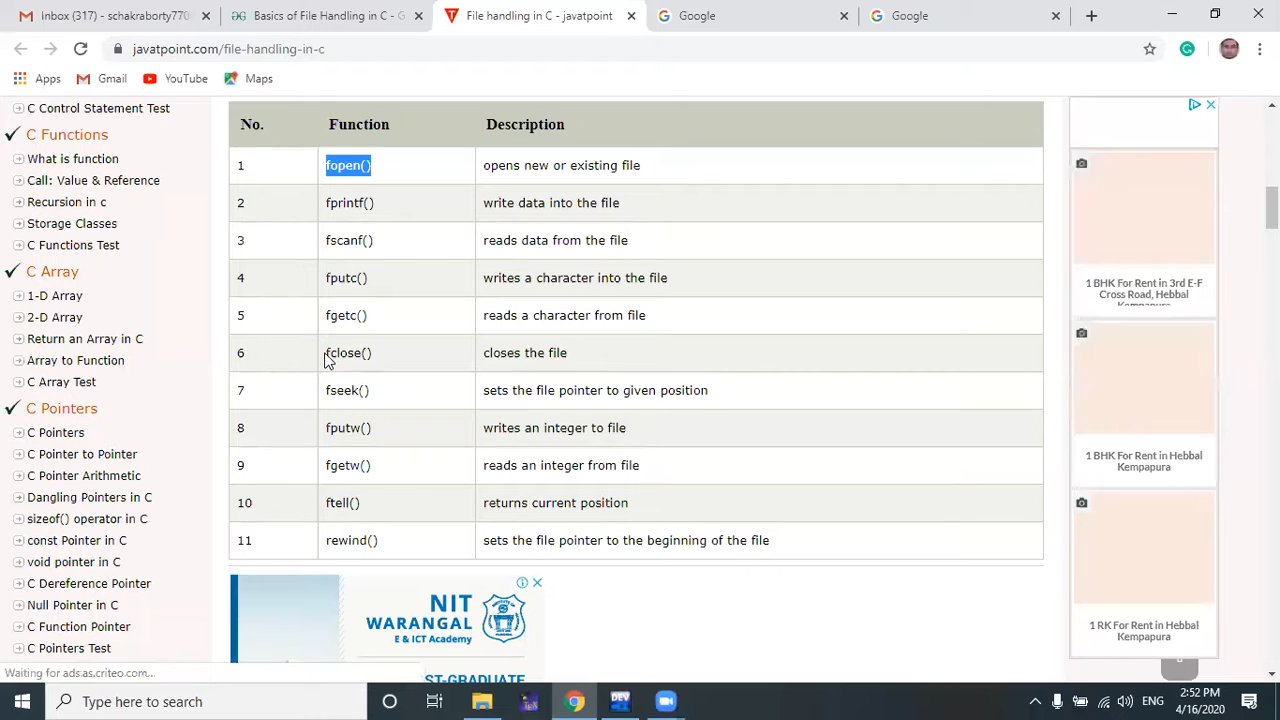 Inbox (317) - schakraborty770
Basics of File Handling in C - G
File handling in C - javatpoint
Google
Google
javatpoint.com/file-handling-in-c
Apps
Gmail
YouTube
Maps
C Control Statement Test
C Functions
What is function
Call: Value & Reference
Recursion in c
Storage Classes
C Functions Test
C Array
1-D Array
2-D Array
Return an Array in C
Array to Function
C Array Test
C Pointers
C Pointers
C Pointer to Pointer
C Pointer Arithmetic
Dangling Pointers in C
sizeof() operator in C
const Pointer in C
void pointer in C
C Dereference Pointer
Null Pointer in C
C Function Pointer
C Pointers Test
No. Function Description
1 fopen() opens new or existing file
2 fprintf() write data into the file
3 fscanf() reads data from the file
4 fputc() writes a character into the file
5 fgetc() reads a character from file
6 fclose() closes the file
7 fseek() sets the file pointer to given position
8 fputw() writes an integer to file
9 fgetw() reads an integer from file
10 ftell() returns current position
11 rewind() sets the file pointer to the beginning of the file
NIT
WARANGAL
E & ICT Academy
ST-GRADUATE
1 BHK For Rent in 3rd E-F
Cross Road, Hebbal
Kempapura
1 BHK For Rent in Hebbal
Kempapura
1 RK For Rent in Hebbal
Kempapura
Waiting for ads.as.criteo.com...
Type here to search
DEV
ENG
2:52 PM
4/16/2020